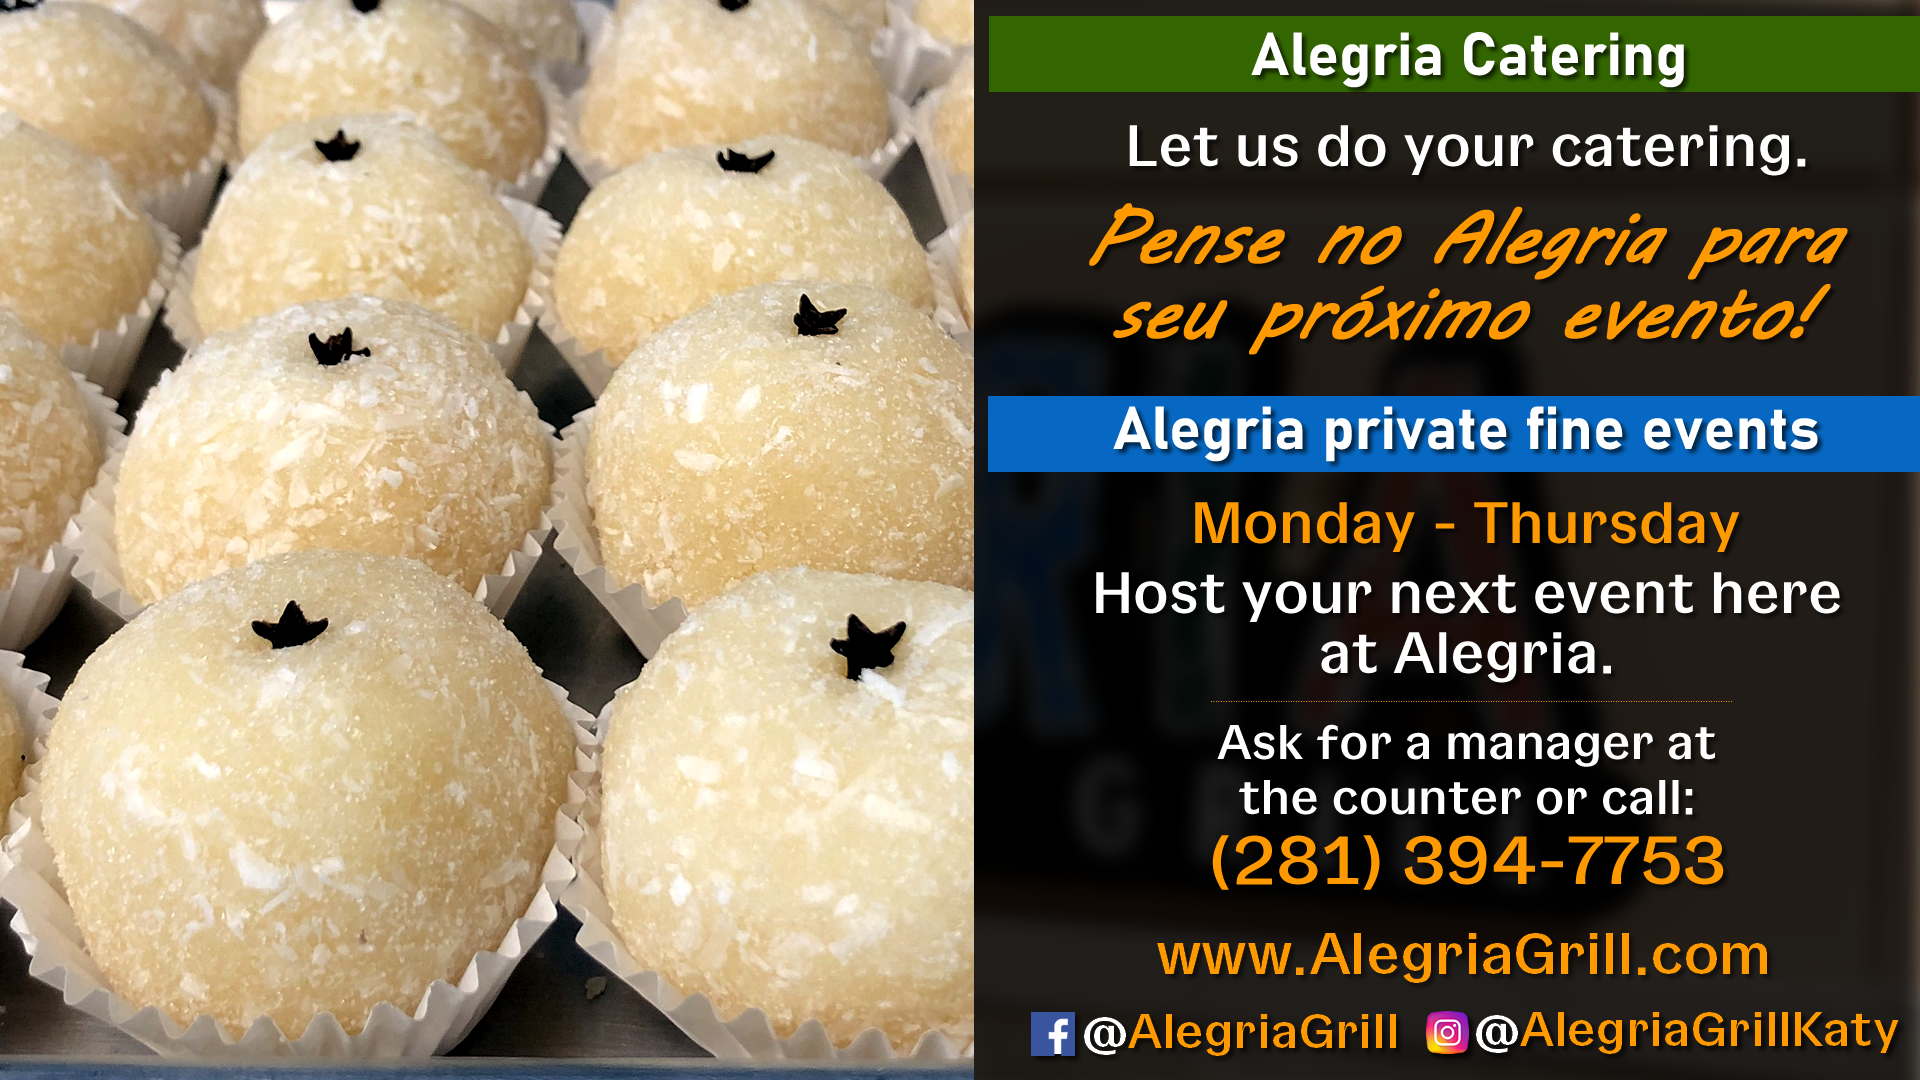 Alegria Catering
Let us do your catering.
Pense no Alegria para
seu próximo evento!
Alegria private fine events
Monday - Thursday
Host your next event here
at Alegria.
Ask for a manager at
the counter or call:
(281) 394-7753
www.AlegriaGrill.com
@AlegriaGrill @AlegriaGrillKaty